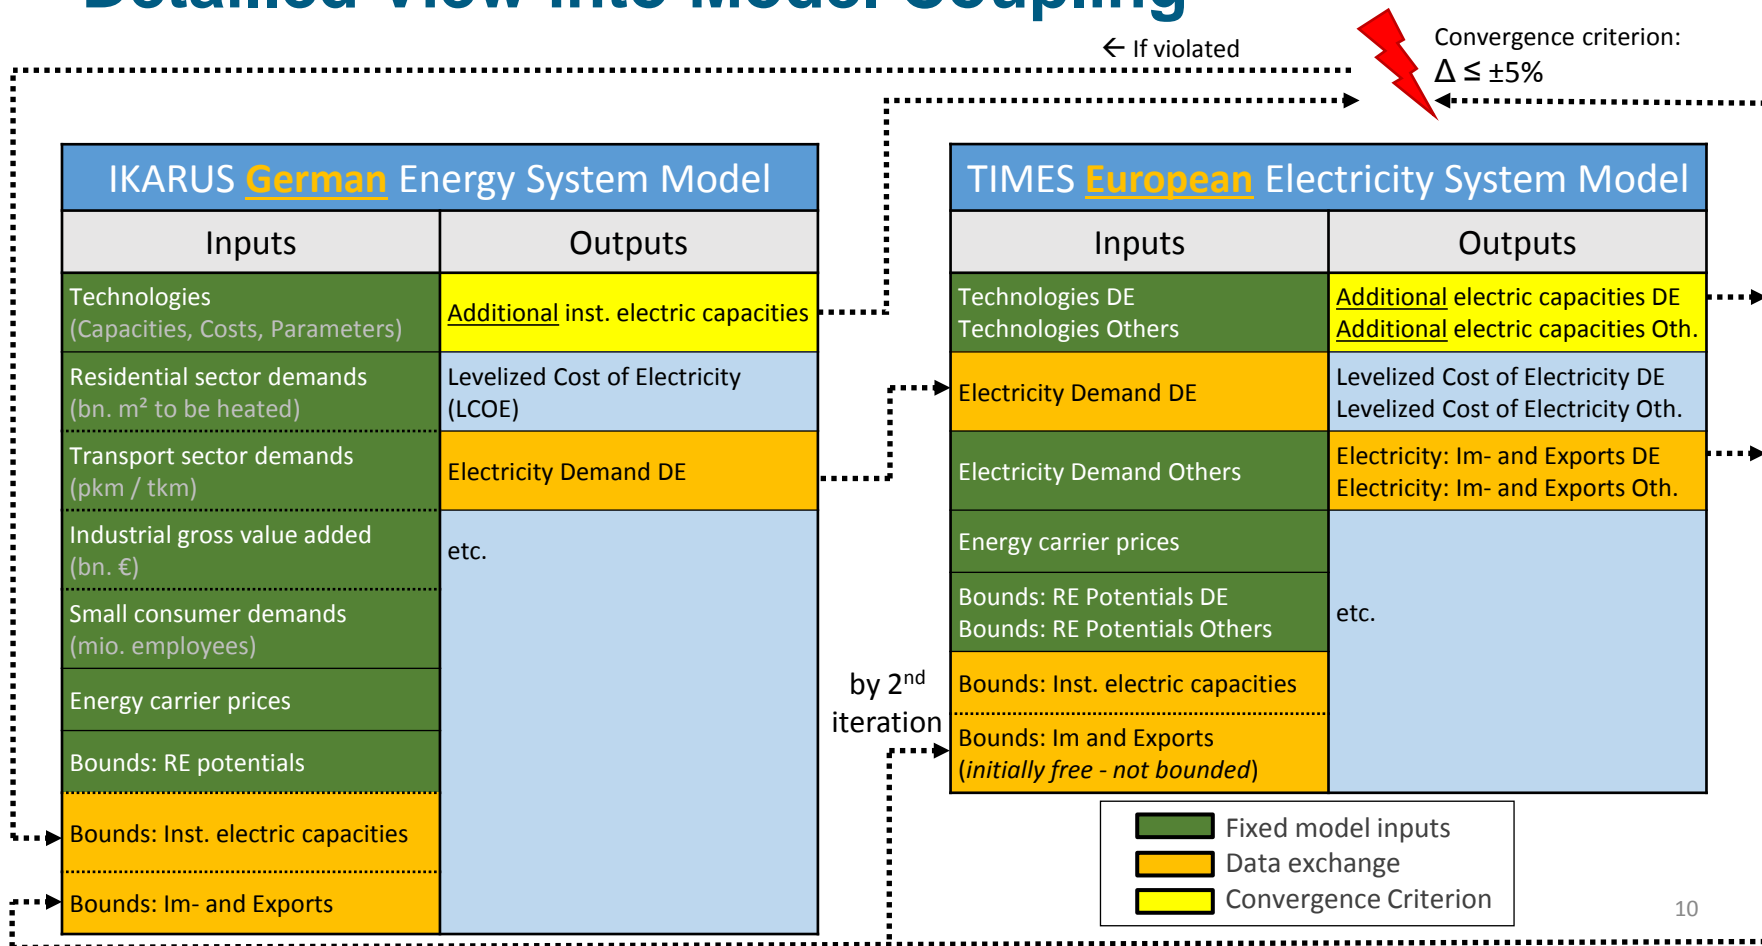 Detailed View into Model Coupling
← If violated
Convergence criterion:
Δ ≤ ±5%
IKARUS German Energy System Model
Inputs
Outputs
Technologies
(Capacities, Costs, Parameters)
Additional inst. electric capacities
Residential sector demands
(bn. m² to be heated)
Levelized Cost of Electricity
(LCOE)
Transport sector demands
(pkm / tkm)
Electricity Demand DE
Industrial gross value added
(bn. €)
etc.
Small consumer demands
(mio. employees)
Energy carrier prices
Bounds: RE potentials
Bounds: Inst. electric capacities
Bounds: Im- and Exports
by 2nd
iteration
TIMES European Electricity System Model
Inputs
Outputs
Technologies DE
Technologies Others
Additional electric capacities DE
Additional electric capacities Oth.
Electricity Demand DE
Levelized Cost of Electricity DE
Levelized Cost of Electricity Oth.
Electricity Demand Others
Electricity: Im- and Exports DE
Electricity: Im- and Exports Oth.
Energy carrier prices
Bounds: RE Potentials DE
Bounds: RE Potentials Others
etc.
Bounds: Inst. electric capacities
Bounds: Im and Exports
(initially free - not bounded)
Fixed model inputs
Data exchange
Convergence Criterion
10